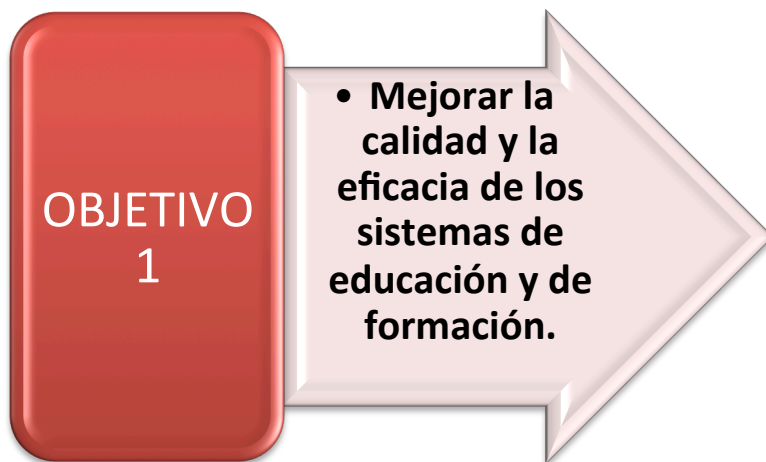 OBJETIVO
1
• Mejorar la
calidad y la
eficacia de los
sistemas de
educación y de
formación.